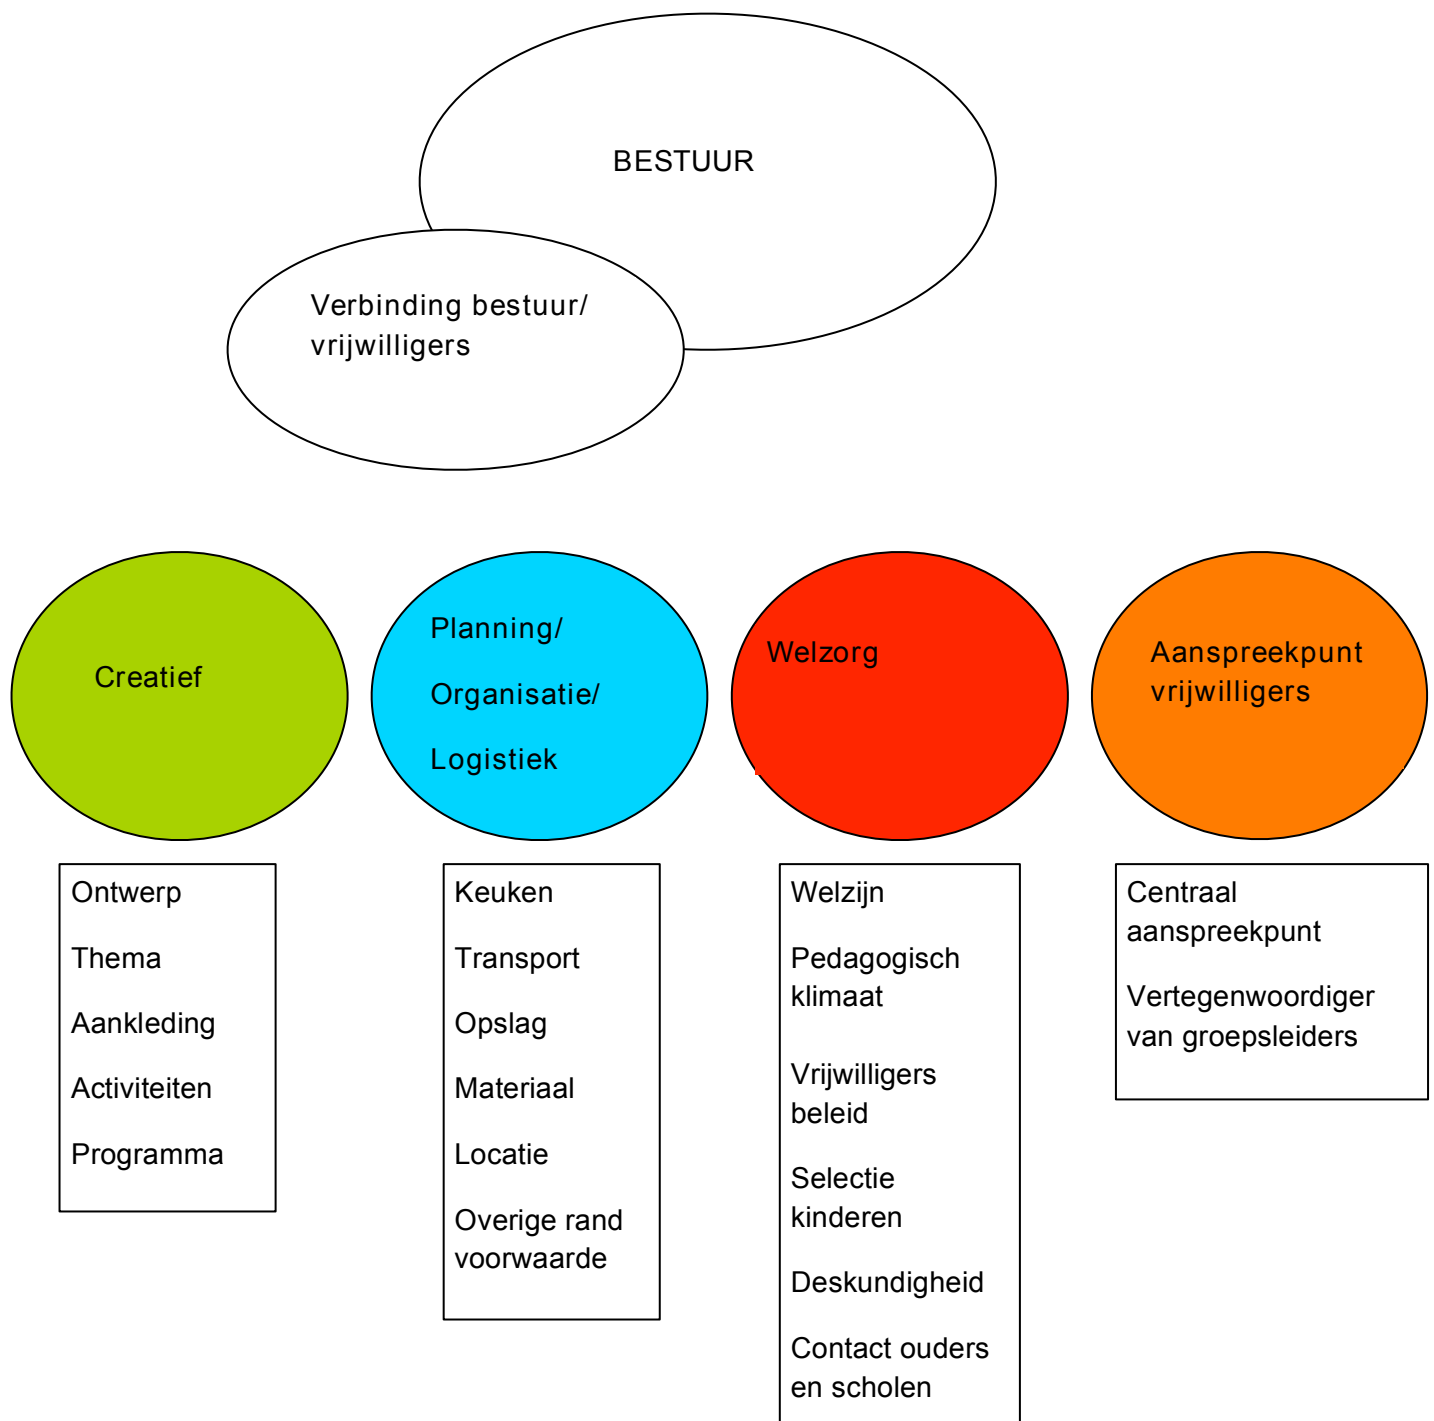 BESTUUR
Verbinding bestuur/
vrijwilligers
Creatief
Planning/
Organisatie/
Logistiek
Welzorg
Aanspreekpunt
vrijwilligers
Ontwerp
Thema
Aankleding
Activiteiten
Programma
Keuken
Transport
Opslag
Materiaal
Locatie
Overige rand
voorwaarde
Welzijn
Pedagogisch
klimaat
Vrijwilligers
beleid
Selectie
kinderen
Deskundigheid
Contact ouders
en scholen
Centraal
aanspreekpunt
Vertegenwoordiger
van groepsleiders